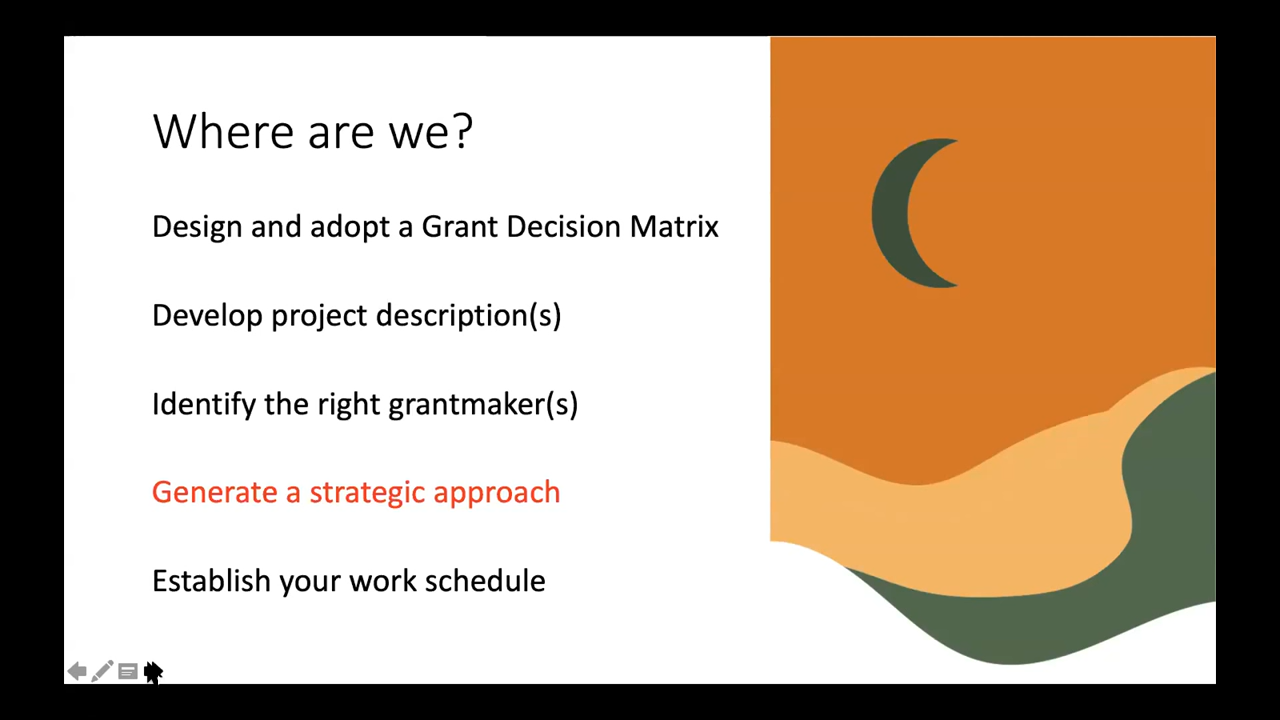 Where are we?
Design and adopt a Grant Decision Matrix
Develop project description(s)
Identify the right grantmaker(s)
Generate a strategic approach
Establish your work schedule